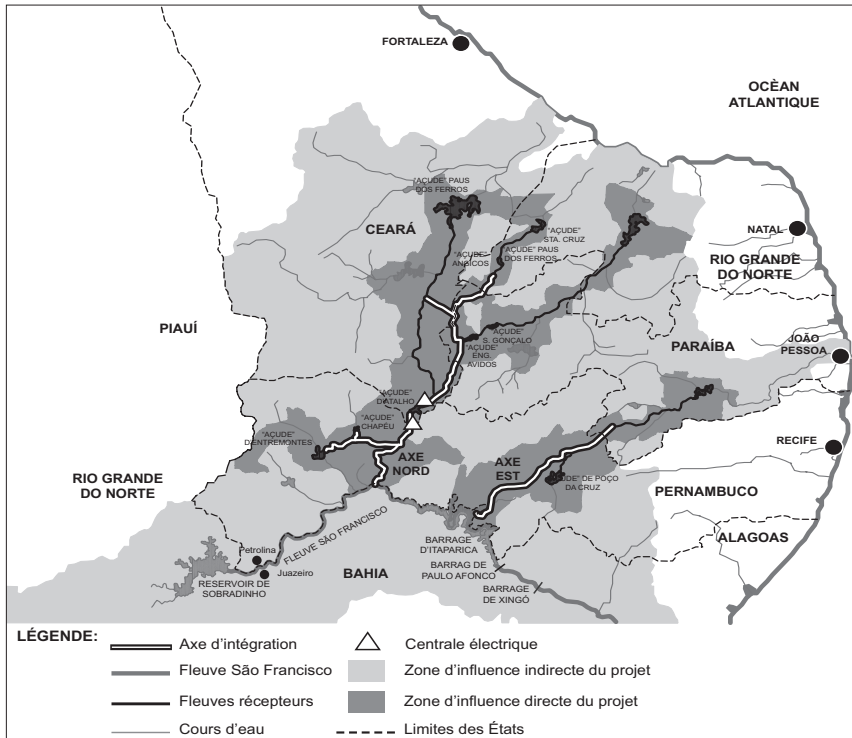 FORTALEZA
OCÈAN
ATLANTIQUE
"AÇUDE" PAUS
DOS FERROS
CEARÁ
"AÇUDE"
STA. CRUZ
"AÇUDE"
ANGICOS
"AÇUDE" PAUS
DOS FERROS
NATAL
RIO GRANDE
DO NORTE
PIAUÍ
"AÇUDE"
S. GONÇALO
"AÇUDE"
ENG.
AVIDOS
PARAÍBA
JOÃO
PESSOA
"AÇUDE"
D'ATALHO
"AÇUDE"
CHAPÉU
"AÇUDE"
D'ENTREMONTES
AXE
NORD
AXE
EST
RECIFE
RIO GRANDE
DO NORTE
"AÇUDE" DE POÇO
DA CRUZ
PERNAMBUCO
FLEUVE SÃO FRANCISCO
ALAGOAS
BARRAGE
D'ITAPARICA
Petrolina
Juazeiro
BARRAG DE
PAULO AFONCO
BAHIA
RESERVOIR DE
SOBRADINHO
BARRAGE
DE XINGÓ
LÉGENDE:
Axe d'intégration
Centrale électrique
Fleuve São Francisco
Zone d'influence indirecte du projet
Fleuves récepteurs
Zone d'influence directe du projet
Cours d'eau
Limites des États